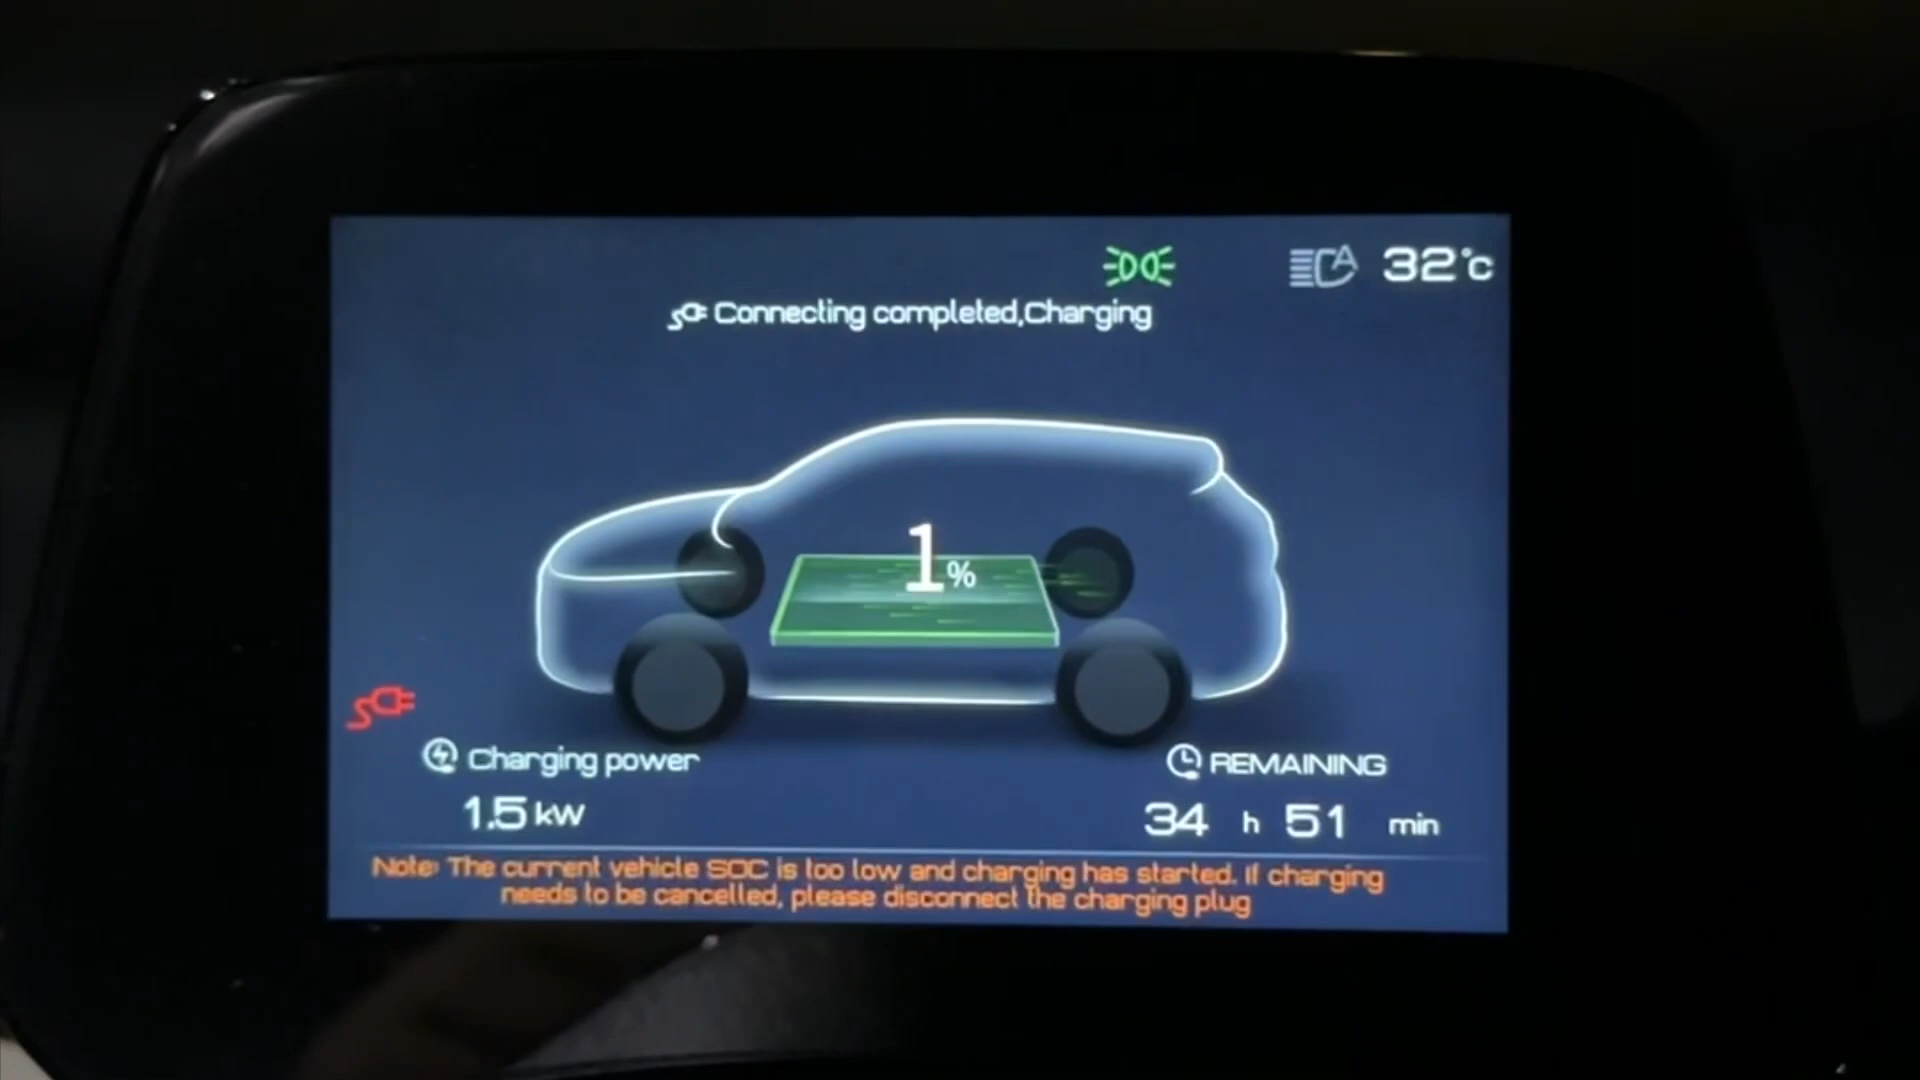 32°C
Connecting completed,Charging
1%
Charging power
REMAINING
1.5 kW
34 h 51 min
Note: The current vehicle SOC is too low and charging has started. If charging
needs to be cancelled, please disconnect the charging plug